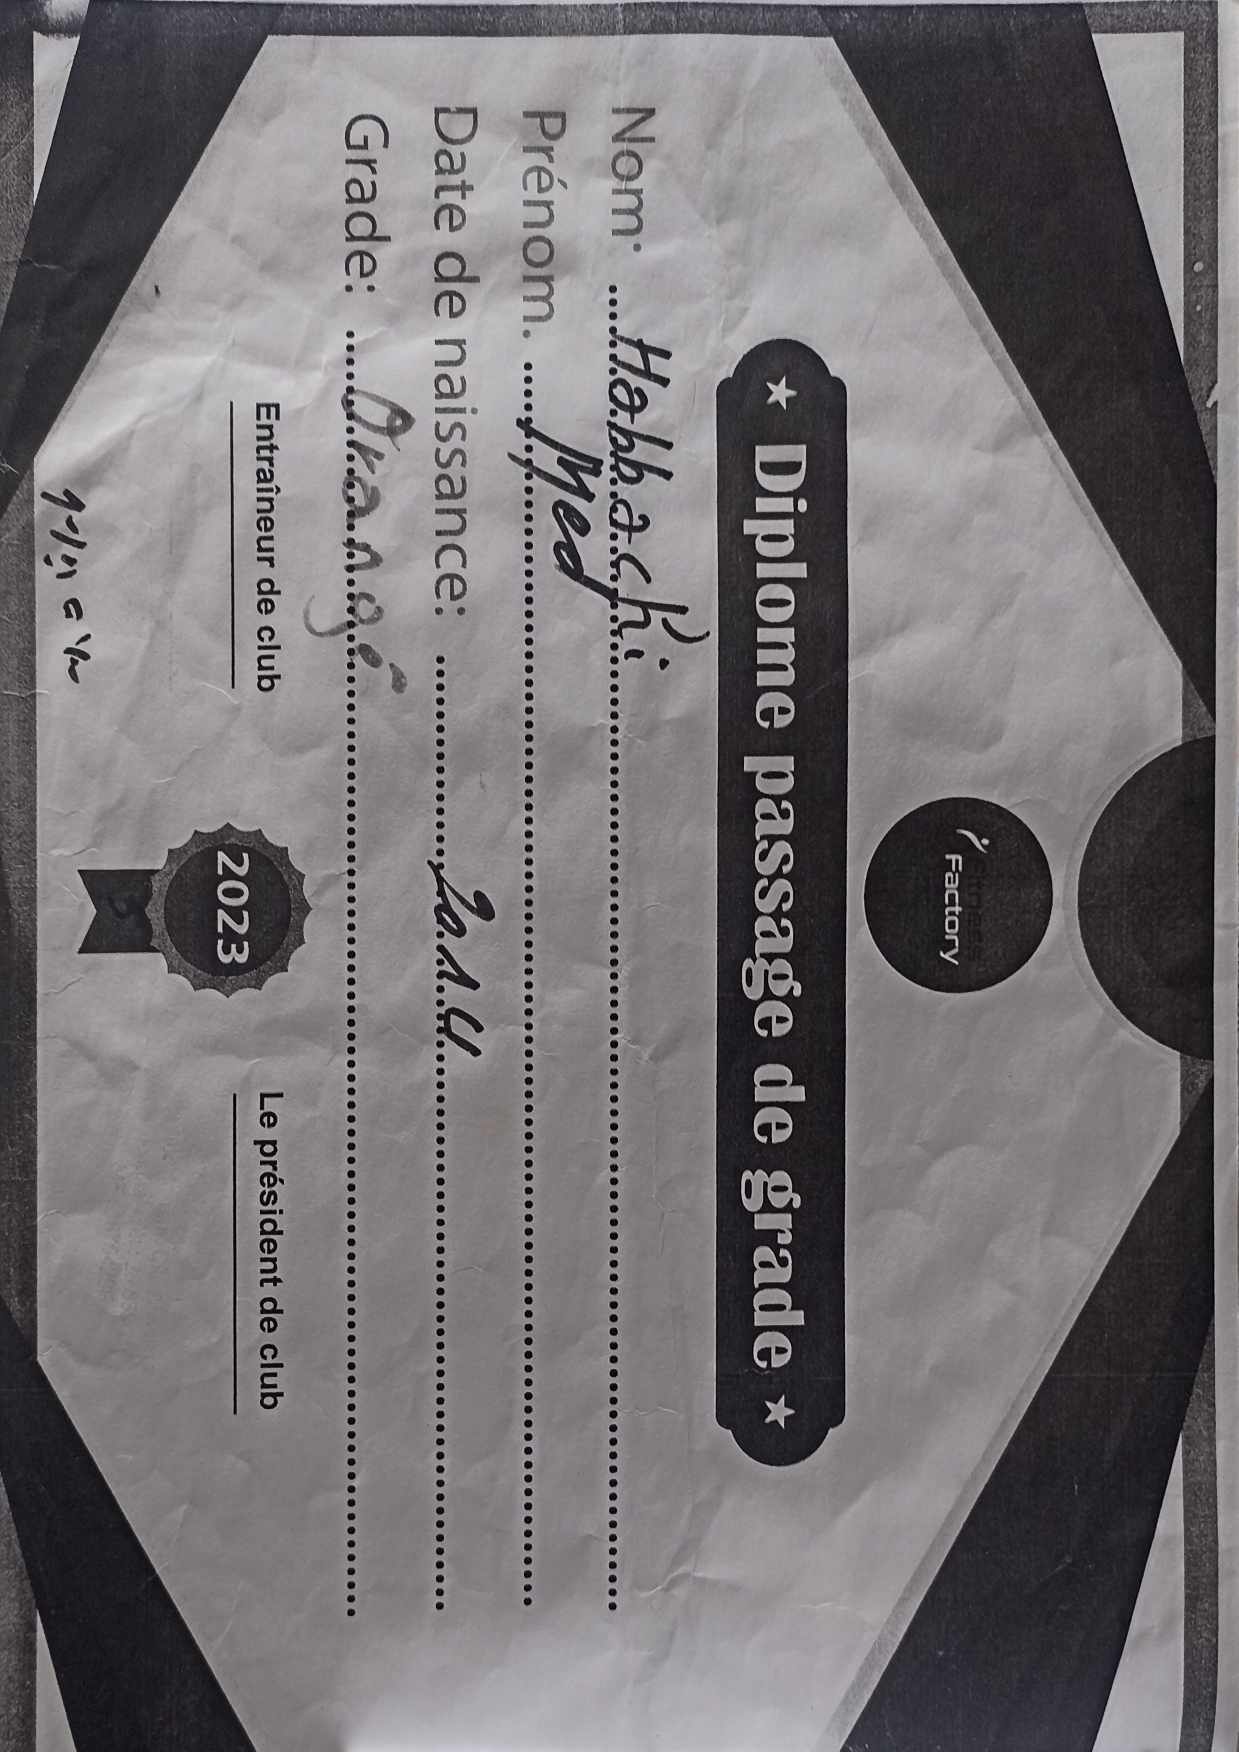 Fitness
Factory
Diplome passage de grade
Nom ....Habbachi....
Prénom. ....Med....
Date de naissance: ....
Grade: ....Orangé....
Entraîneur de club
Le président de club
2023